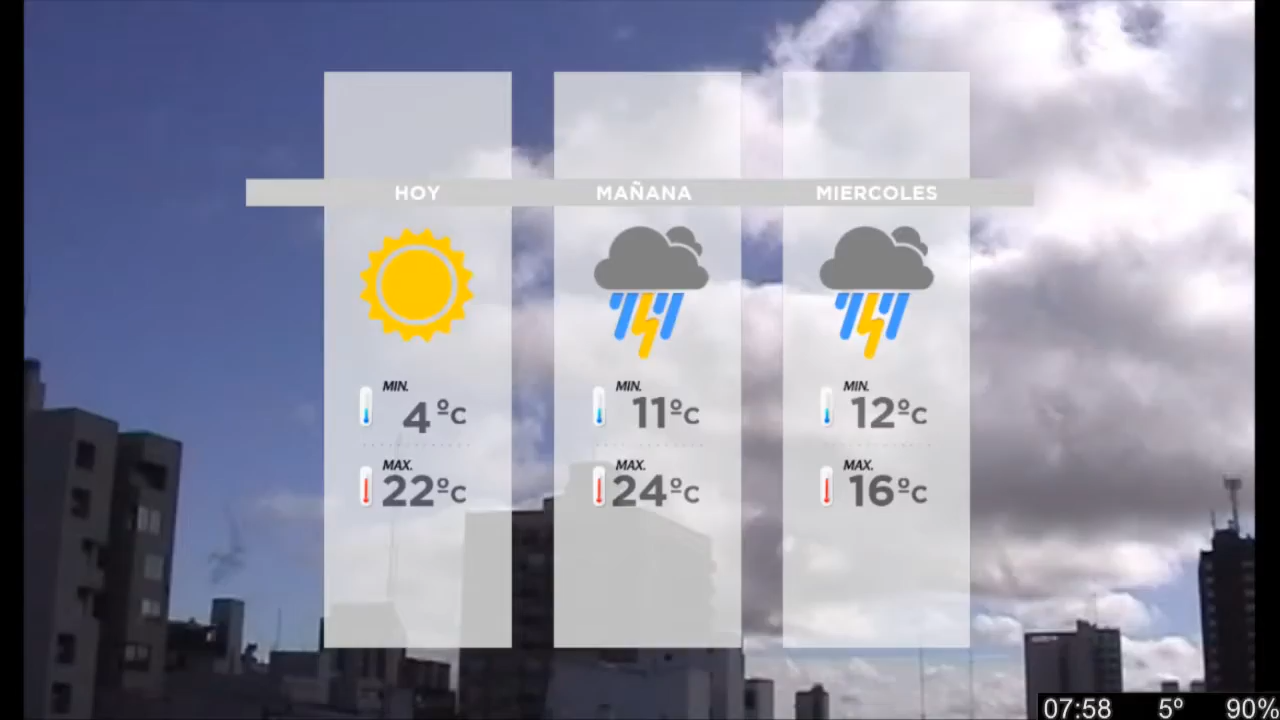 HOY MAÑANA MIERCOLES
MIN. MIN. MIN.
4ºC 11ºC 12ºC
MAX. MAX. MAX.
22ºC 24ºC 16ºC
07:58 5º 90%